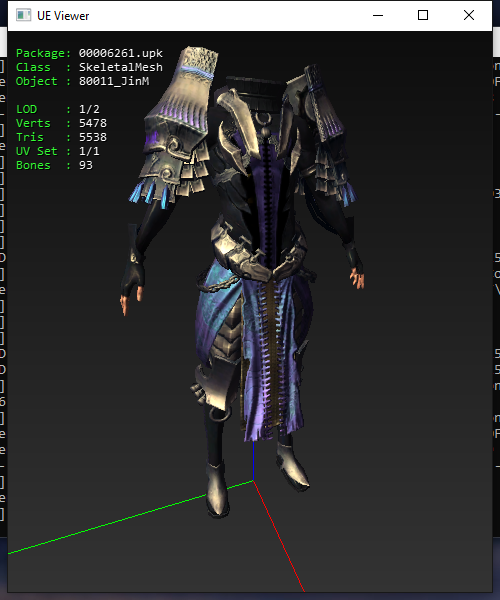 UE Viewer
Package: 00006261.upk
Class : SkeletalMesh
Object : 80011_JinM
LOD : 1/2
Verts : 5478
Tris : 5538
UV Set : 1/1
Bones : 93